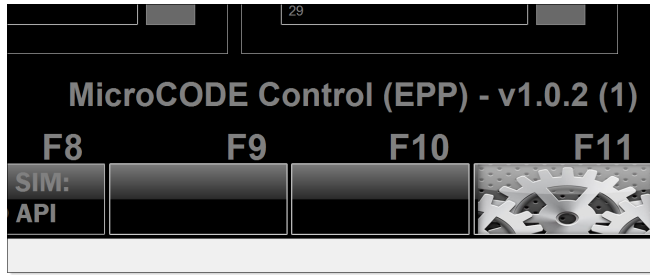 29
MicroCODE Control (EPP) - v1.0.2 (1)
F8 F9 F10 F11
SIM:
API